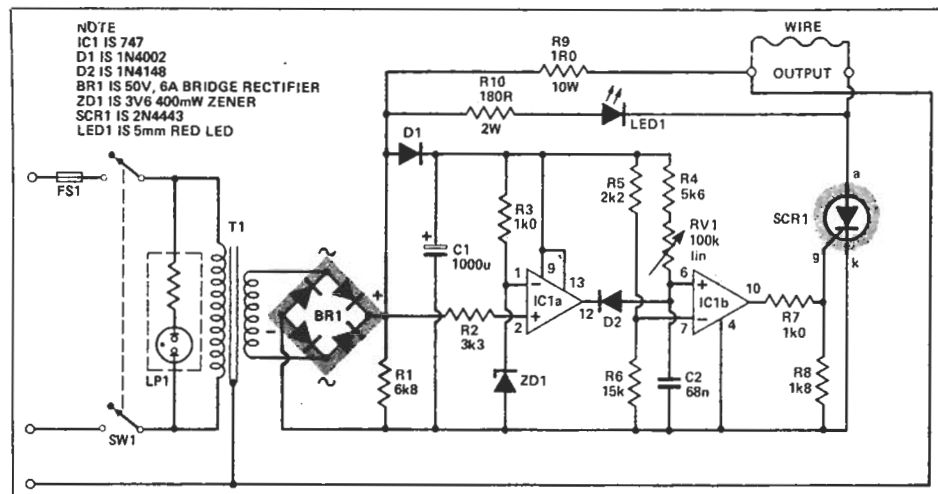 NOTE
IC1 IS 747
D1 IS 1N4002
D2 IS 1N4148
BR1 IS 50V, 6A BRIDGE RECTIFIER
ZD1 IS 3V6 400mW ZENER
SCR1 IS 2N4443
LED1 IS 5mm RED LED
WIRE
OUTPUT
R9
1R0
10W
R10
180R
2W
LED1
D1
FS1
T1
R3
1k0
R5
2k2
R4
5k6
RV1
100k
lin
SCR1
a
g
k
+
C1
1000u
1
−
9
13
IC1a
+
2
12
D2
6
+
IC1b
−
7
10
4
R7
1k0
~
+
BR1
−
~
R2
3k3
LP1
R1
6k8
ZD1
R6
15k
C2
68n
R8
1k8
SW1